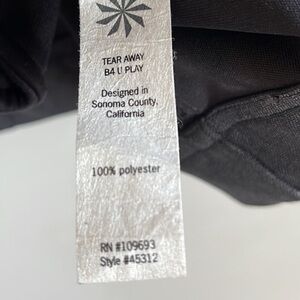 TEAR AWAY
B4 U PLAY
Designed in
Sonoma County,
California
100% polyester
RN #109693
Style #45312